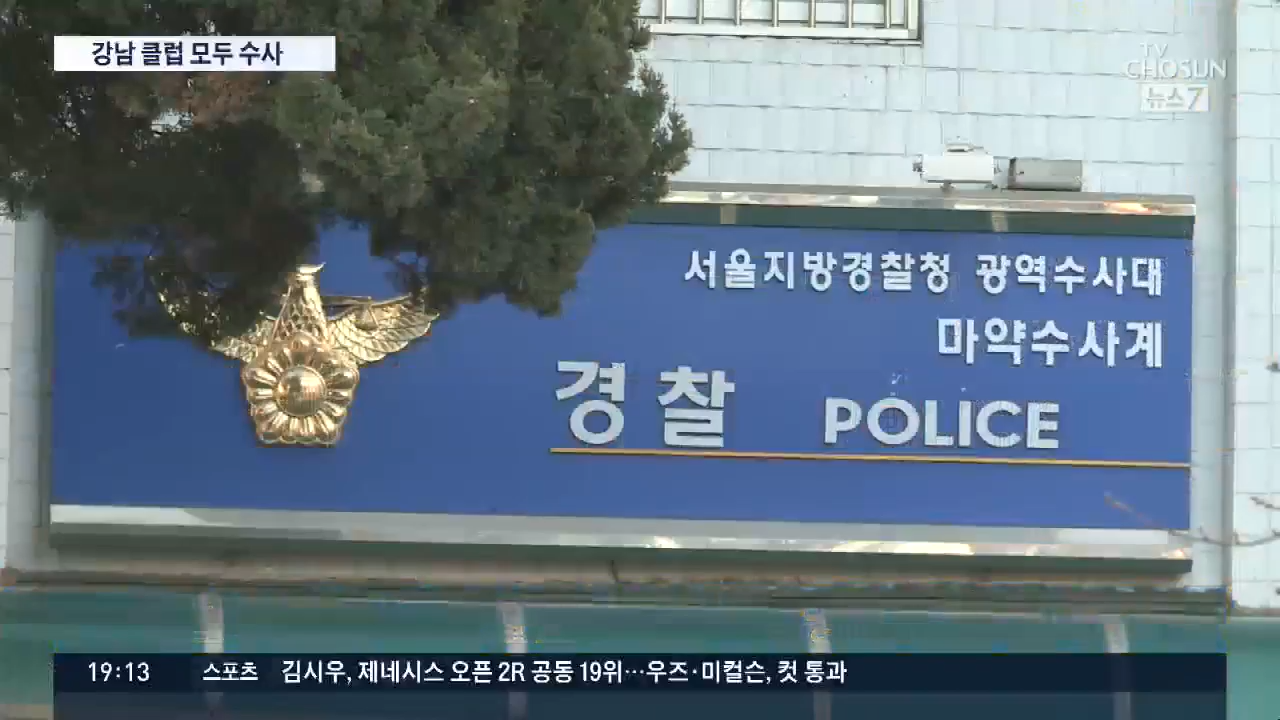 강남 클럽 모두 수사
TV
CHOSUN
뉴스7
서울지방경찰청 광역수사대
마약수사계
경찰 POLICE
19:13 스포츠 김시우, 제네시스 오픈 2R 공동 19위…우즈·미컬슨, 컷 통과